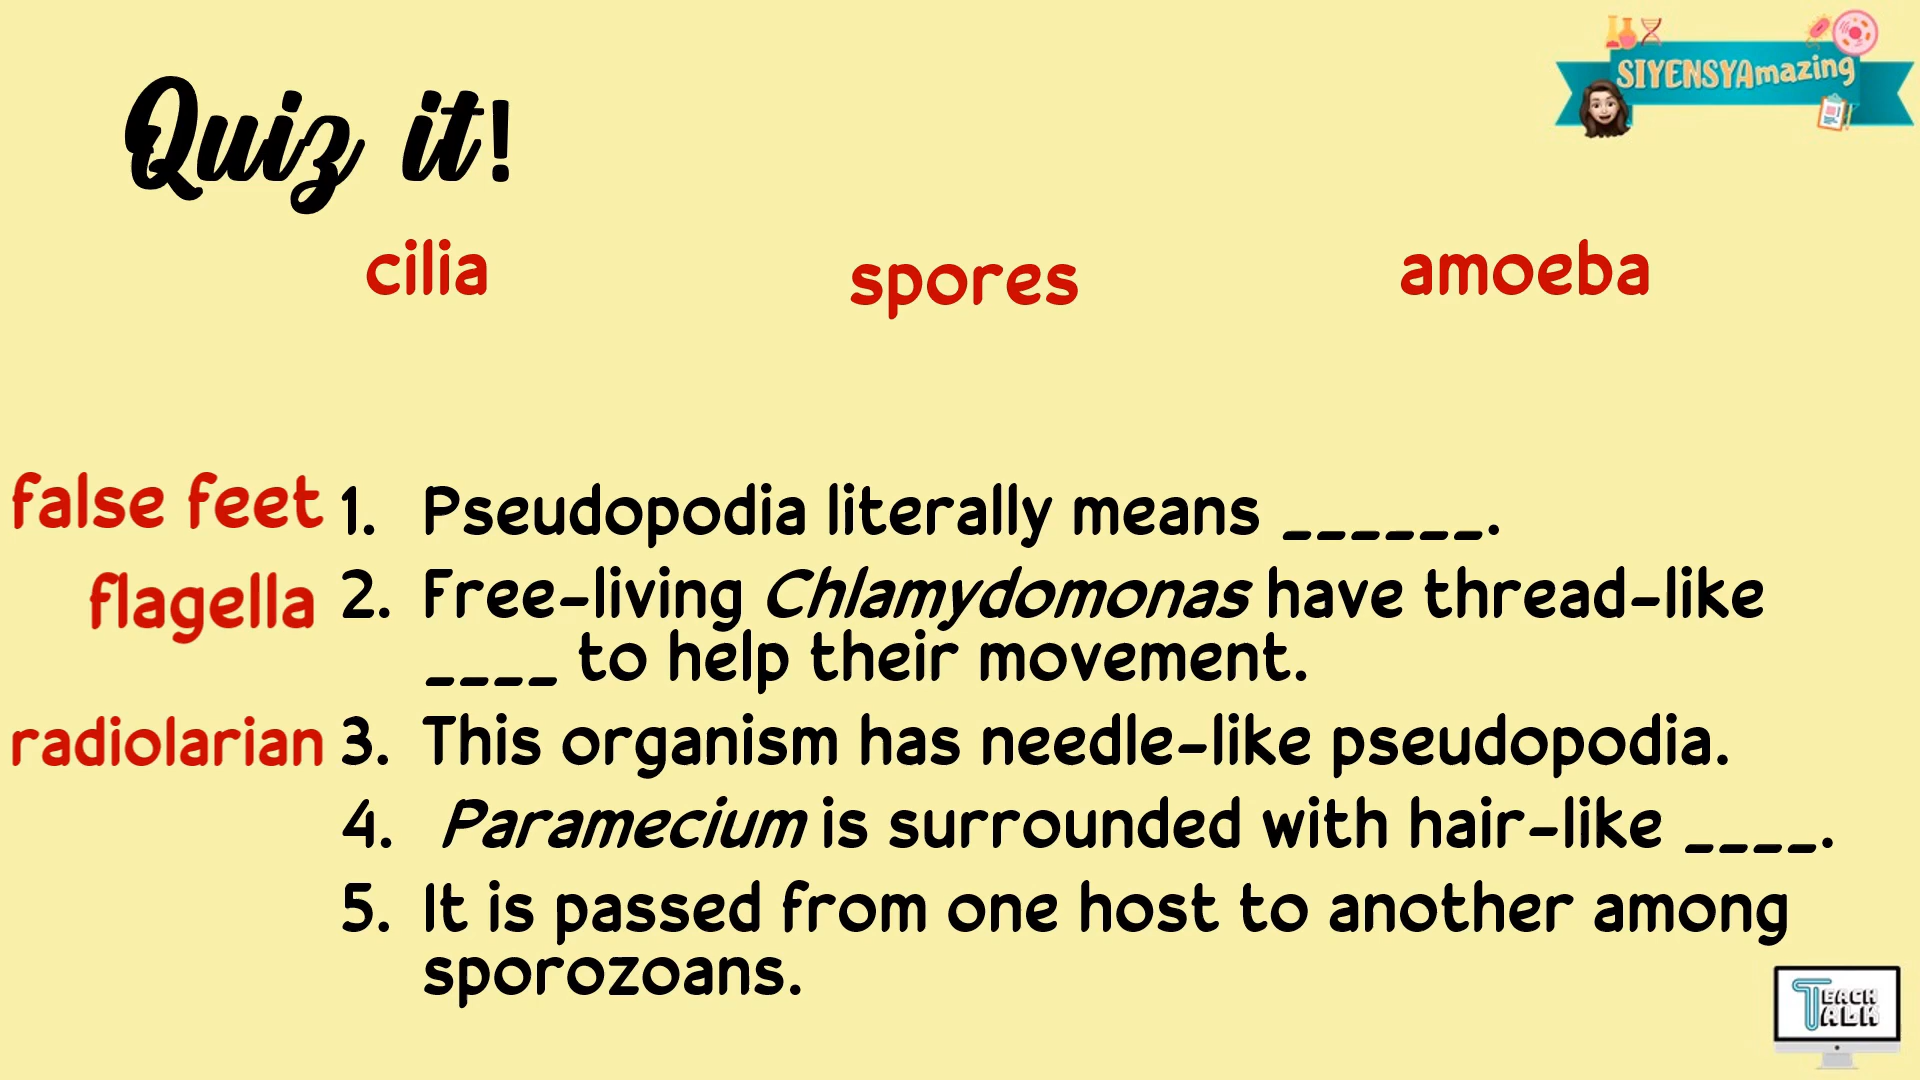 SIYENSYAmazing
Quiz it!
cilia
spores
amoeba
false feet 1. Pseudopodia literally means ______.
flagella 2. Free-living Chlamydomonas have thread-like
____ to help their movement.
radiolarian 3. This organism has needle-like pseudopodia.
4. Paramecium is surrounded with hair-like ____.
5. It is passed from one host to another among
sporozoans.
TEACH
TALK